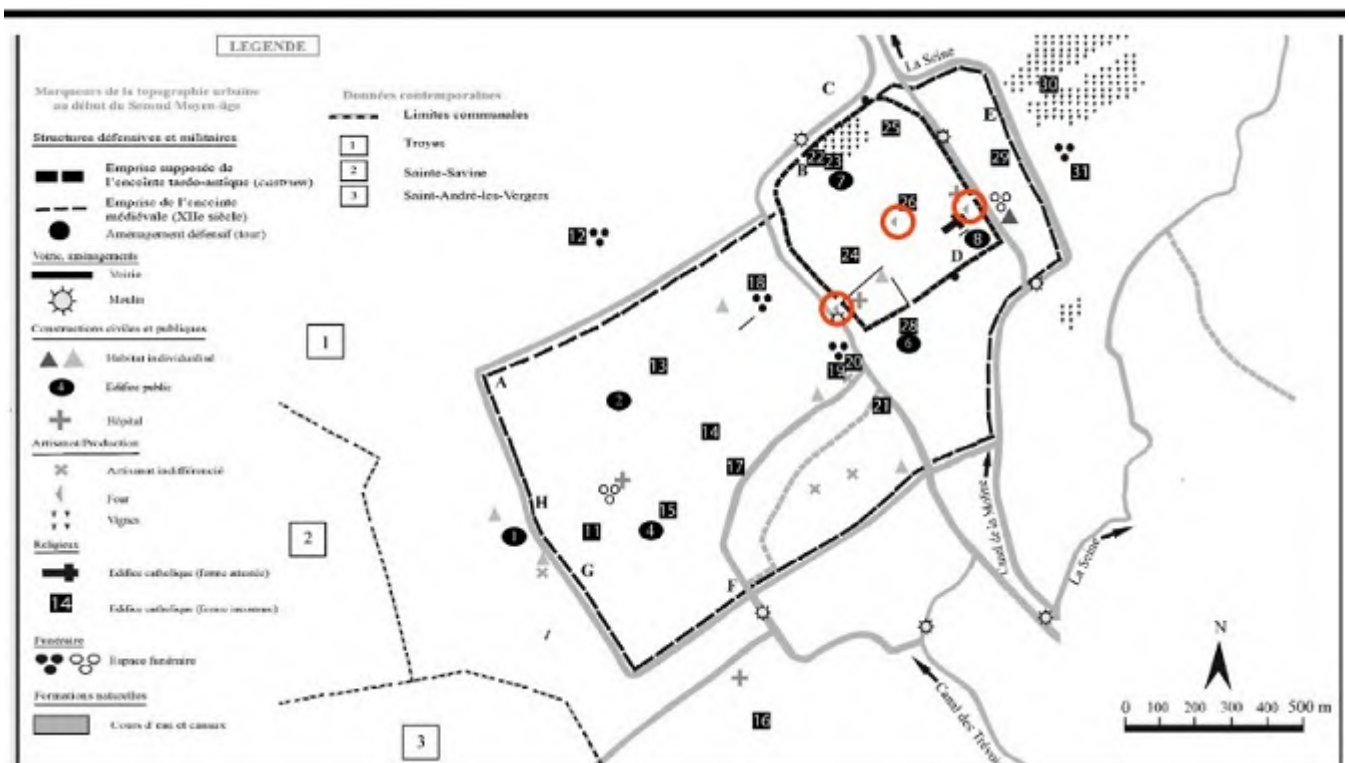 LEGENDE
Marqueurs de la topographie urbaine
au début du Second Moyen-âge
Structures défensives et militaires
Emprise supposée de
l'enceinte tardo-antique (castrum)
Emprise de l'enceinte
médiévale (XIIe siècle)
Aménagement défensif (tour)
Voirie, aménagements
Voirie
Moulin
Constructions civiles et publiques
Habitat individualisé
4
Edifice public
Hôpital
Artisanat/Production
Artisanat indifférencié
Four
Vignes
Religieux
Edifice catholique (forme attestée)
14
Edifice catholique (forme inconnue)
Funéraire
Espace funéraire
Formations naturelles
Cours d'eau et canaux
Données contemporaines
Limites communales
1
Troyes
2
Sainte-Savine
3
Saint-André-les-Vergers
La Seine
C
30
E
25
22
23
B
7
29
31
26
12
8
24
D
18
1
28
6
13
20
19
A
2
21
14
17
H
15
11
4
1
2
G
Canal de la Moline
La Seine
F
N
16
3
Canal des Trévois
0 100 200 300 400 500 m